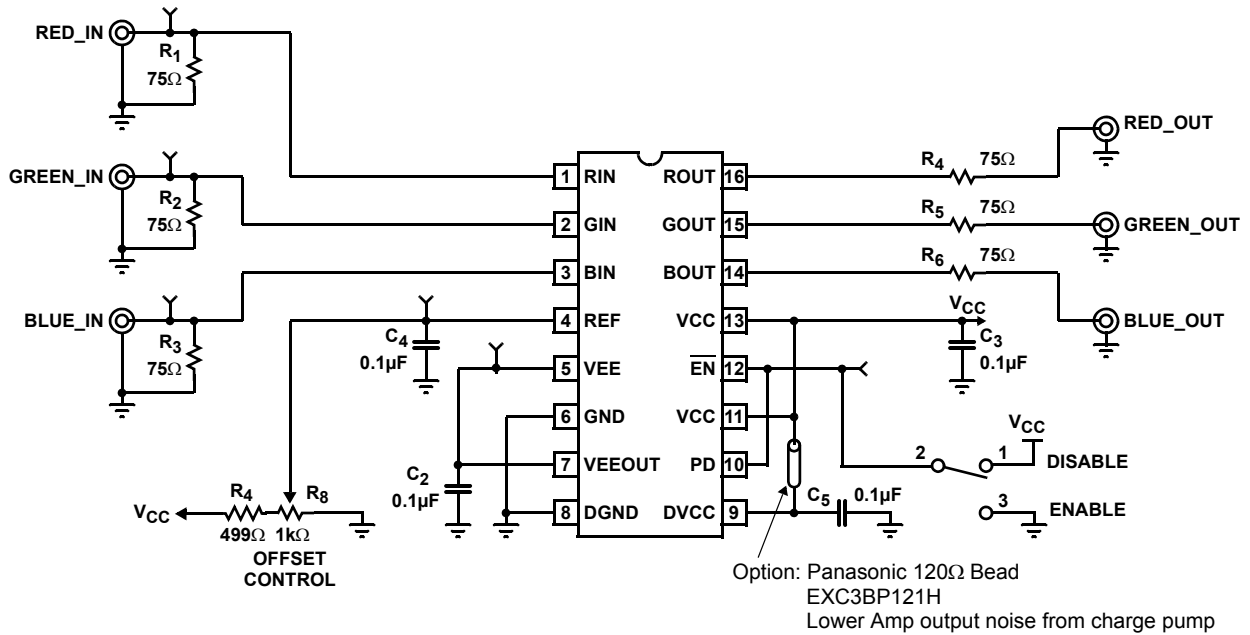 RED_IN
R1
75Ω
GREEN_IN
R2
75Ω
BLUE_IN
R3
75Ω
1 RIN
2 GIN
3 BIN
4 REF
5 VEE
6 GND
7 VEEOUT
8 DGND
ROUT 16
GOUT 15
BOUT 14
VCC 13
EN 12
VCC 11
PD 10
DVCC 9
C4
0.1µF
C2
0.1µF
VCC
R4
499Ω
R8
1kΩ
OFFSET
CONTROL
R4 75Ω
RED_OUT
R5 75Ω
GREEN_OUT
R6 75Ω
BLUE_OUT
VCC
C3
0.1µF
VCC
2
1
DISABLE
3
ENABLE
C5 0.1µF
Option: Panasonic 120Ω Bead
EXC3BP121H
Lower Amp output noise from charge pump